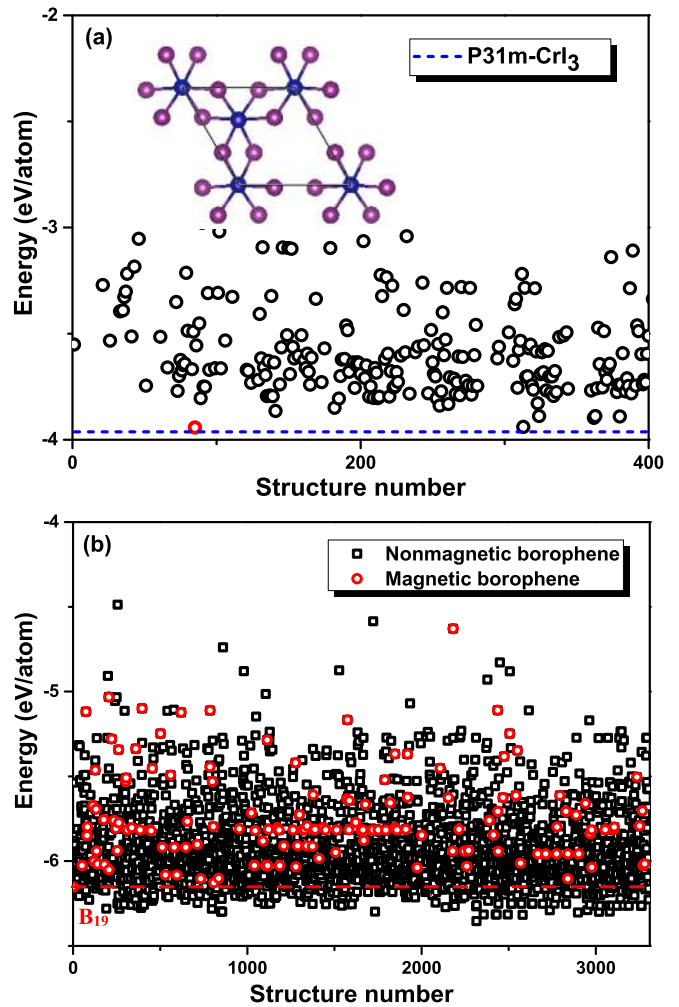 (a)
P31m-CrI3
Energy (eV/atom)
-2
-3
-4
0
200
400
Structure number
(b)
Nonmagnetic borophene
Magnetic borophene
Energy (eV/atom)
-4
-5
-6
B19
0
1000
2000
3000
Structure number